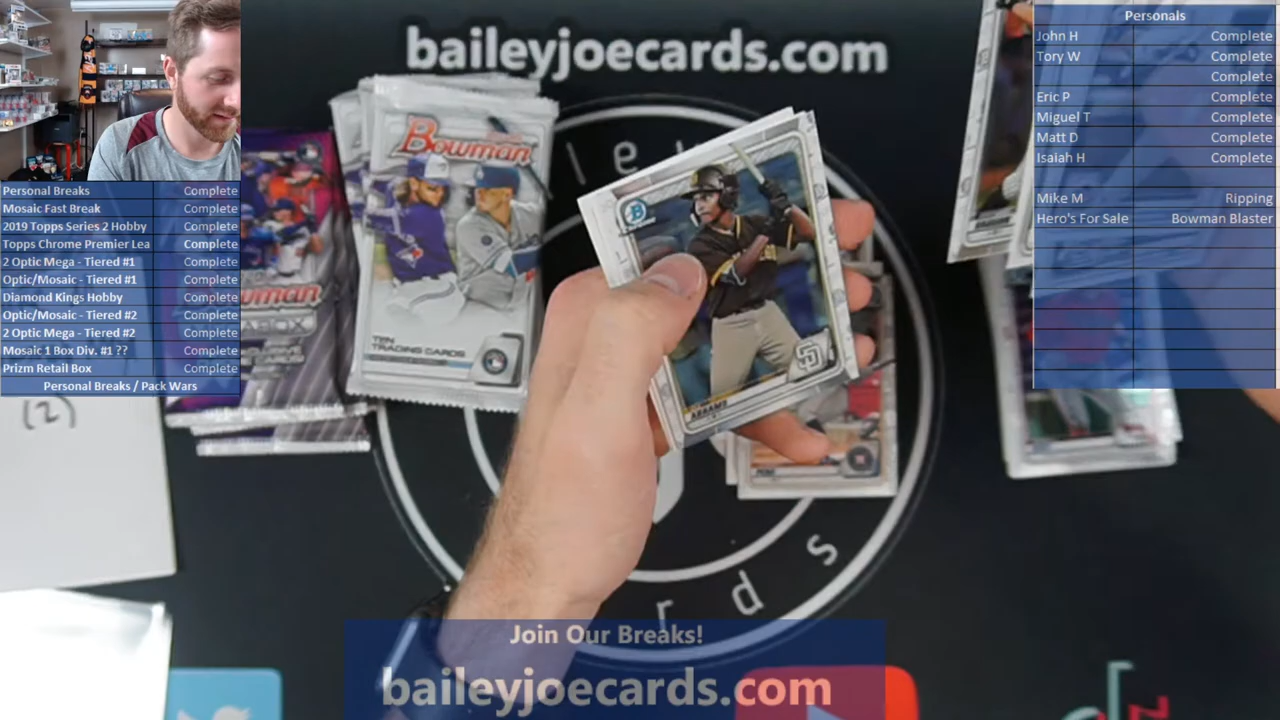 baileyjoecards.com
Personals
John H Complete
Tory W Complete
Complete
Eric P Complete
Miguel T Complete
Matt D Complete
Isaiah H Complete
Mike M Ripping
Hero's For Sale Bowman Blaster
Personal Breaks Complete
Mosaic Fast Break Complete
2019 Topps Series 2 Hobby Complete
Topps Chrome Premier Lea Complete
2 Optic Mega - Tiered #1 Complete
Optic/Mosaic - Tiered #1 Complete
Diamond Kings Hobby Complete
Optic/Mosaic - Tiered #2 Complete
2 Optic Mega - Tiered #2 Complete
Mosaic 1 Box Div. #1 ?? Complete
Prizm Retail Box Complete
Personal Breaks / Pack Wars
Bowman
TEN
TRADING CARDS
(2)
B
SD
ABRAMS
l e
r d s
Join Our Breaks!
baileyjoecards.com